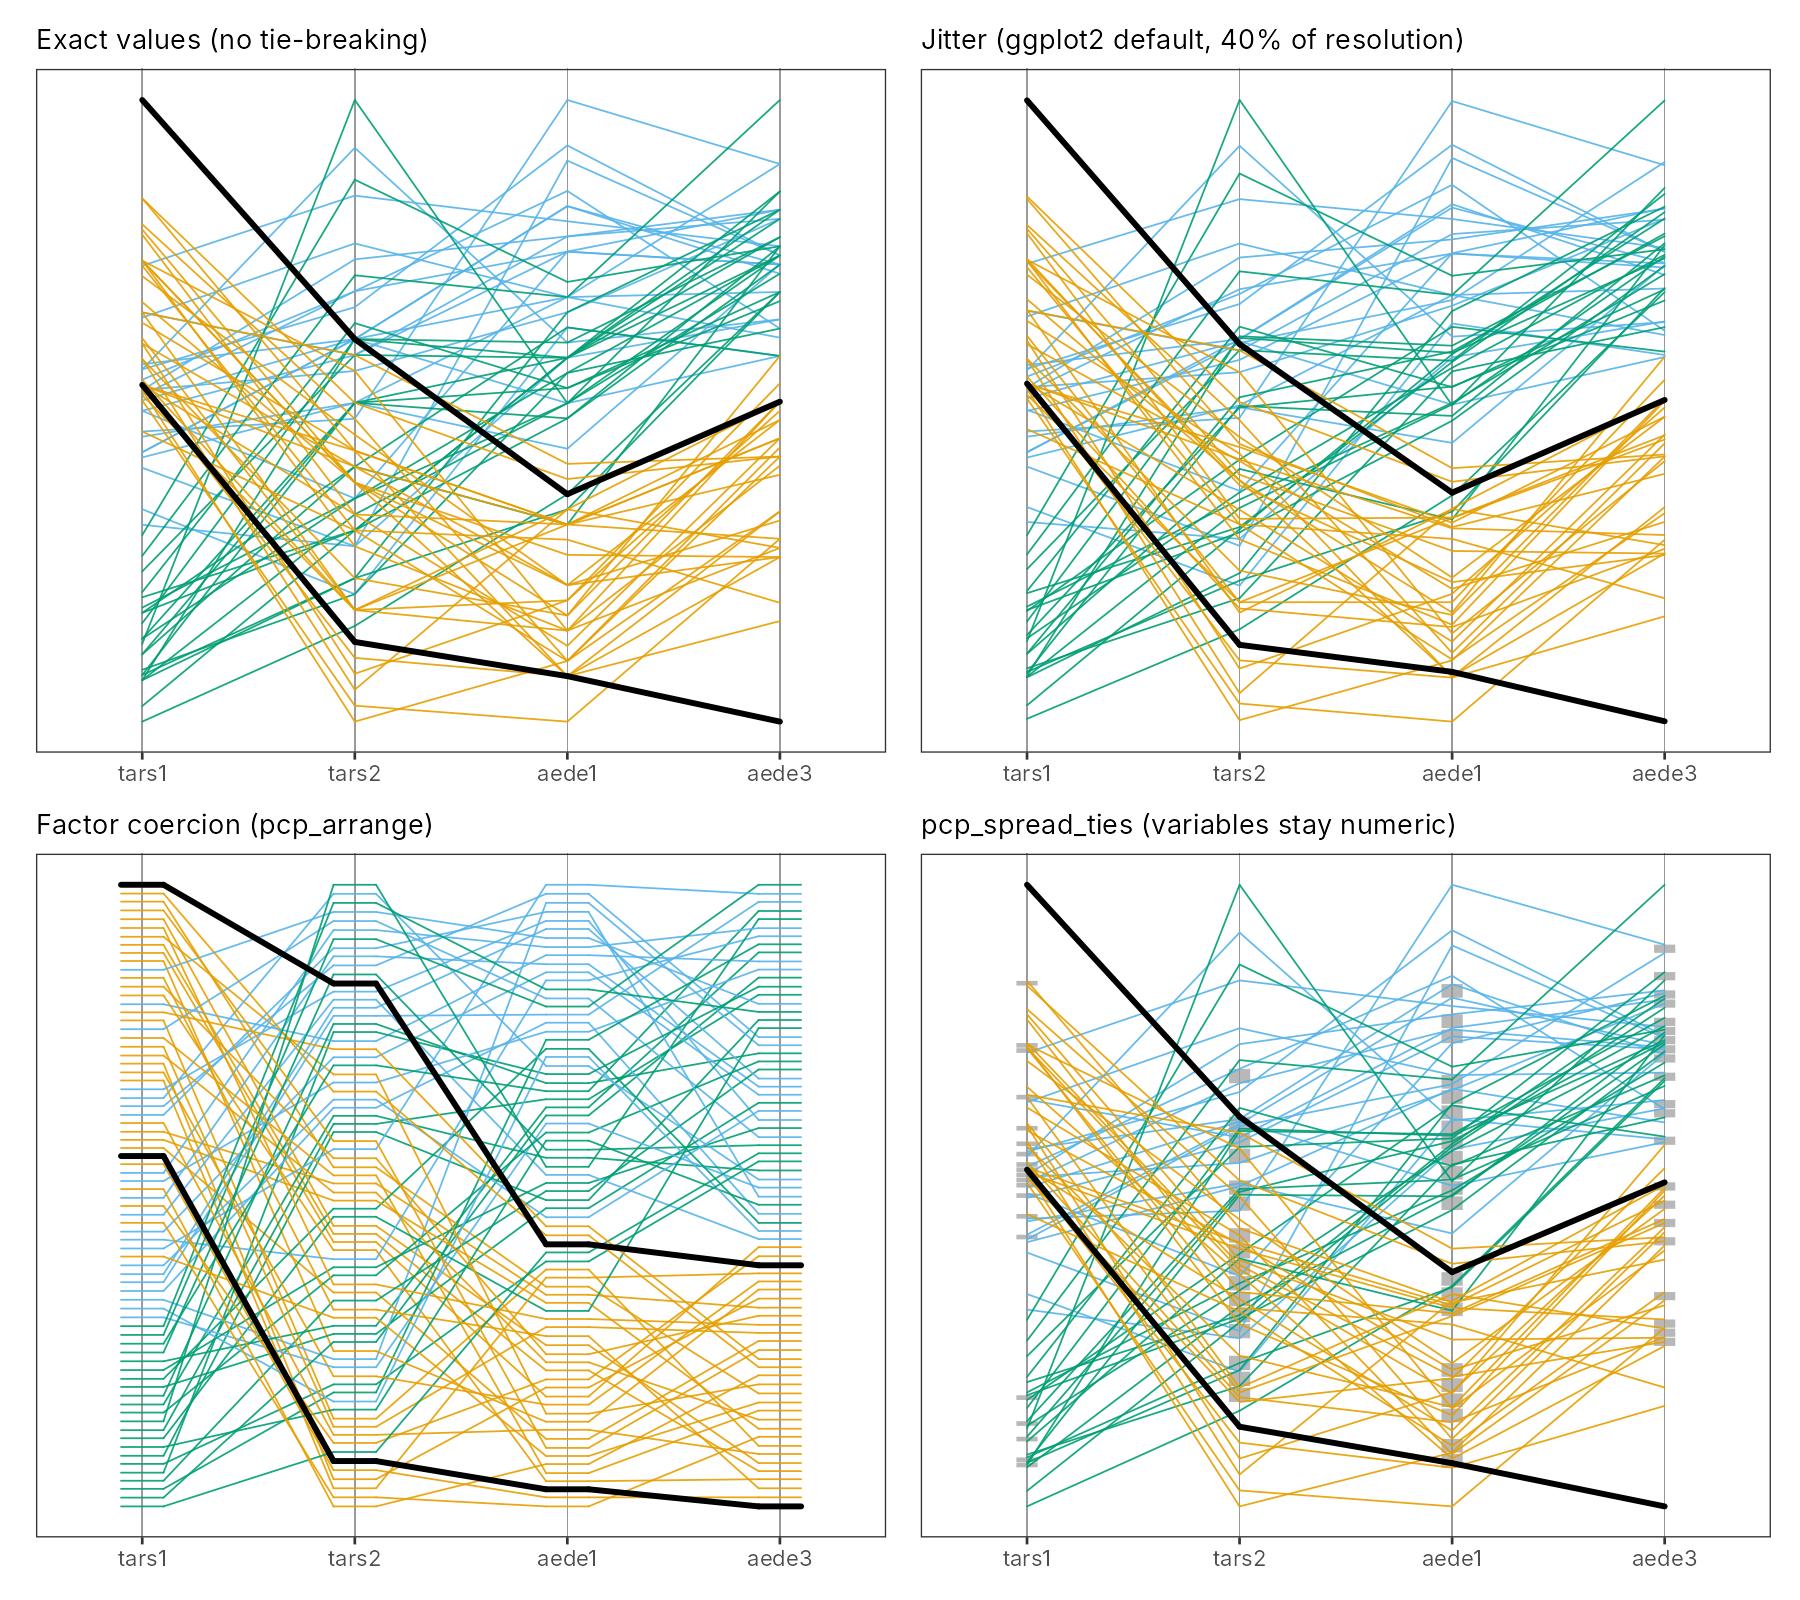 Exact values (no tie-breaking)
Jitter (ggplot2 default, 40% of resolution)
tars1 tars2 aede1 aede3
tars1 tars2 aede1 aede3
Factor coercion (pcp_arrange)
pcp_spread_ties (variables stay numeric)
tars1 tars2 aede1 aede3
tars1 tars2 aede1 aede3